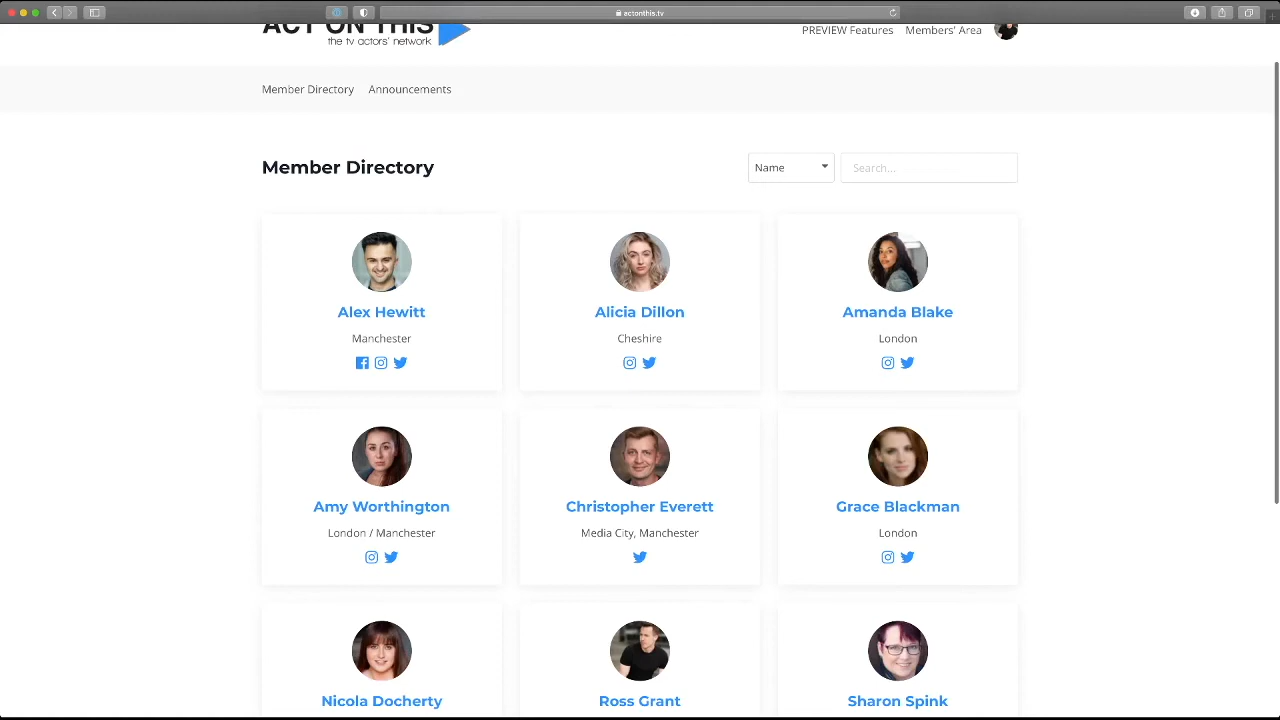 actonthis.tv
ACT ON THIS
the tv actors' network
PREVIEW Features
Members' Area
Member Directory
Announcements
Member Directory
Name
Search...
Alex Hewitt
Manchester
Alicia Dillon
Cheshire
Amanda Blake
London
Amy Worthington
London / Manchester
Christopher Everett
Media City, Manchester
Grace Blackman
London
Nicola Docherty
Ross Grant
Sharon Spink